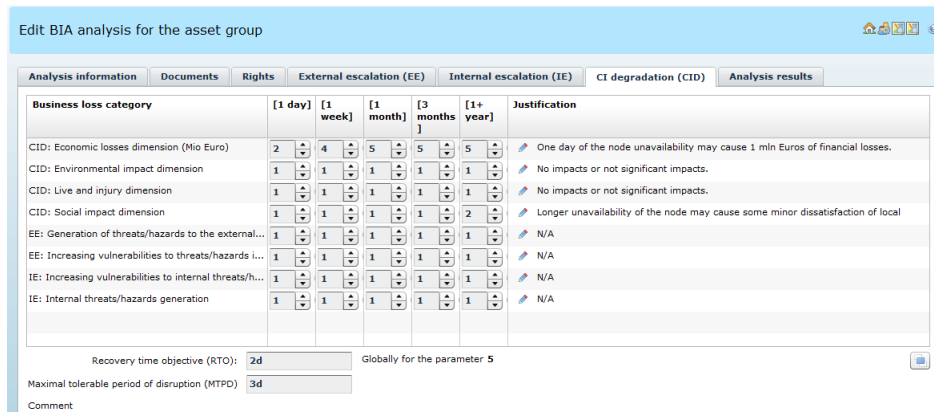 Edit BIA analysis for the asset group
Analysis information Documents Rights External escalation (EE) Internal escalation (IE) CI degradation (CID) Analysis results
Business loss category [1 day] [1 week] [1 month] [3 months ] [1+ year] Justification
CID: Economic losses dimension (Mio Euro) 2 4 5 5 5 One day of the node unavailability may cause 1 mln Euros of financial losses.
CID: Environmental impact dimension 1 1 1 1 1 No impacts or not significant impacts.
CID: Live and injury dimension 1 1 1 1 1 No impacts or not significant impacts.
CID: Social impact dimension 1 1 1 1 2 Longer unavailability of the node may cause some minor dissatisfaction of local
EE: Generation of threats/hazards to the external... 1 1 1 1 1 N/A
EE: Increasing vulnerabilities to threats/hazards i... 1 1 1 1 1 N/A
IE: Increasing vulnerabilities to internal threats/h... 1 1 1 1 1 N/A
IE: Internal threats/hazards generation 1 1 1 1 1 N/A
Recovery time objective (RTO): 2d Globally for the parameter 5
Maximal tolerable period of disruption (MTPD) 3d
Comment